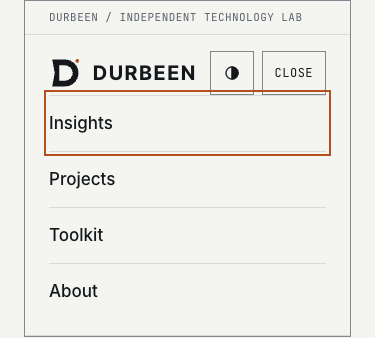 DURBEEN / INDEPENDENT TECHNOLOGY LAB
DURBEEN CLOSE
Insights
Projects
Toolkit
About